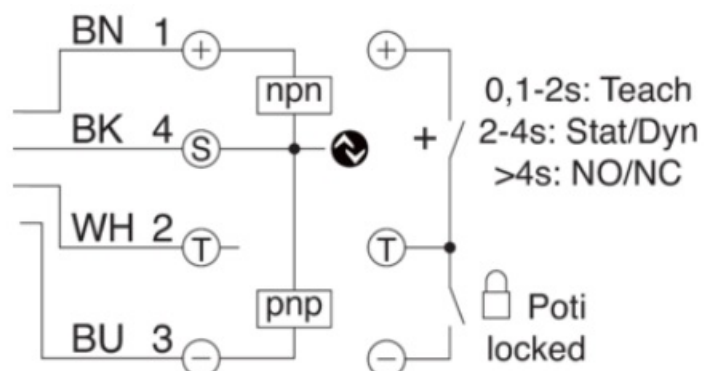 BN 1 +
npn
BK 4 S
WH 2 T
pnp
BU 3 −
+
0,1-2s: Teach
+ 2-4s: Stat/Dyn
>4s: NO/NC
T
Poti
locked
−